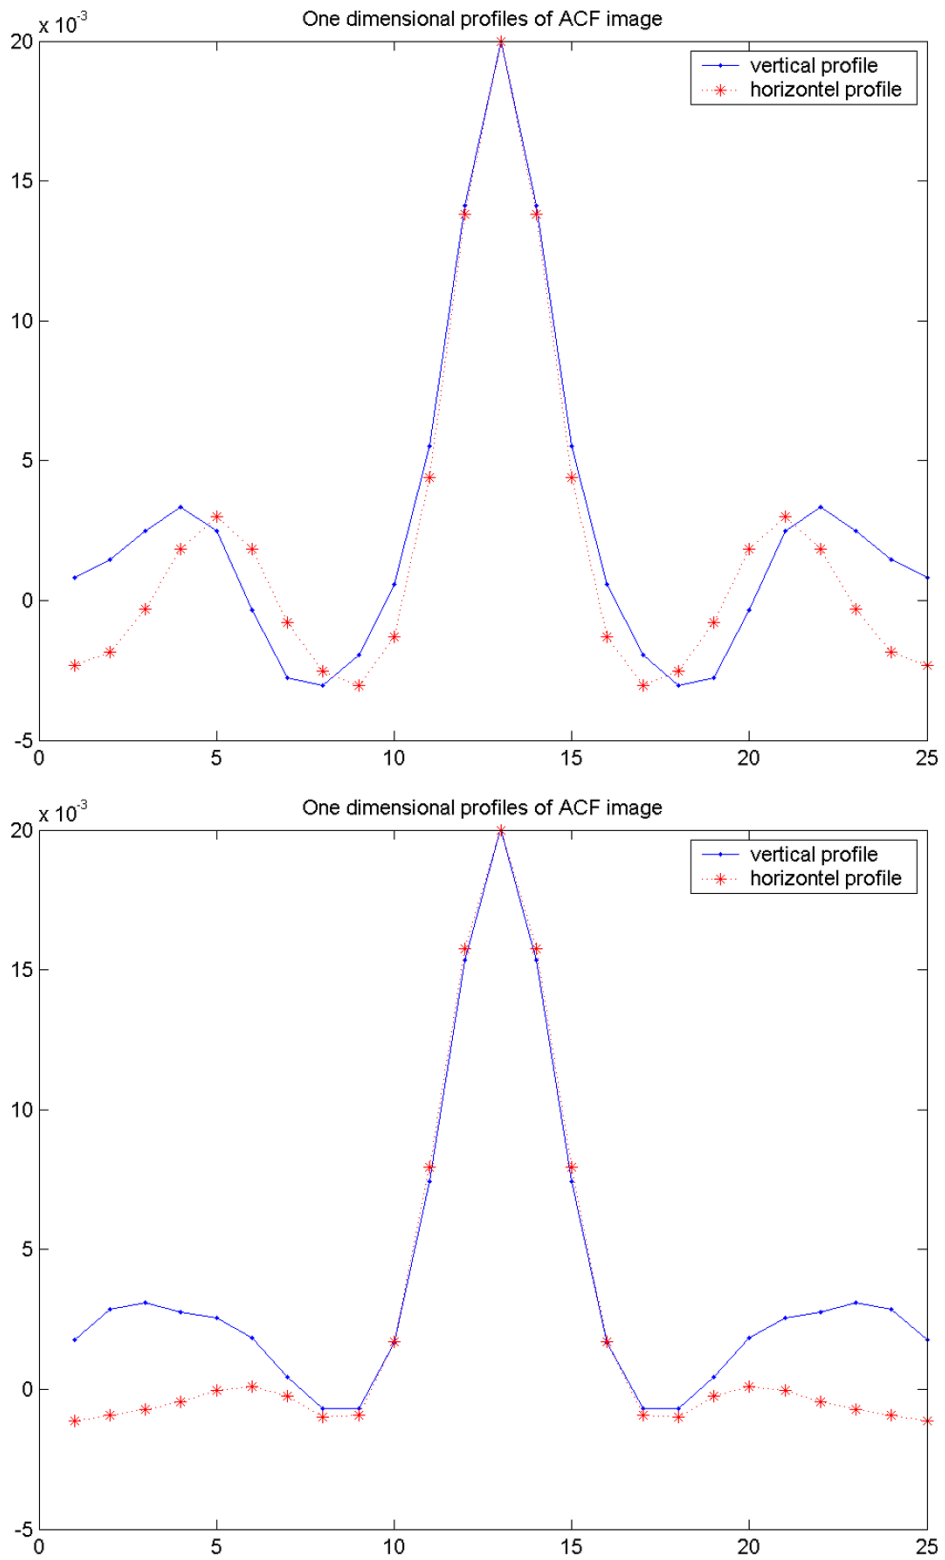 One dimensional profiles of ACF image
x 10-3
20
15
10
5
0
-5
0 5 10 15 20 25
vertical profile
horizontel profile
One dimensional profiles of ACF image
x 10-3
20
15
10
5
0
-5
0 5 10 15 20 25
vertical profile
horizontel profile